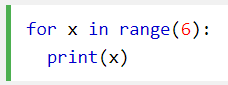 for x in range(6):
  print(x)